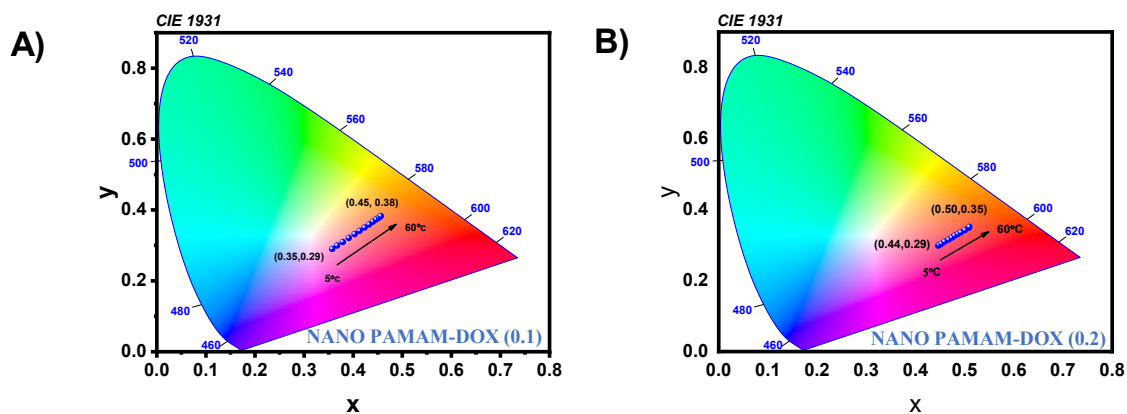 A)
CIE 1931
520
540
560
580
600
620
500
480
460
0.8
0.6
0.4
0.2
0.0
y
(0.45, 0.38)
60ºc
(0.35,0.29)
5ºc
NANO PAMAM-DOX (0.1)
0.0 0.1 0.2 0.3 0.4 0.5 0.6 0.7 0.8
x
B)
CIE 1931
520
540
560
580
600
620
500
480
460
0.8
0.6
0.4
0.2
0.0
y
(0.50,0.35)
60ºC
(0.44,0.29)
5ºC
NANO PAMAM-DOX (0.2)
0.0 0.1 0.2 0.3 0.4 0.5 0.6 0.7 0.8
x